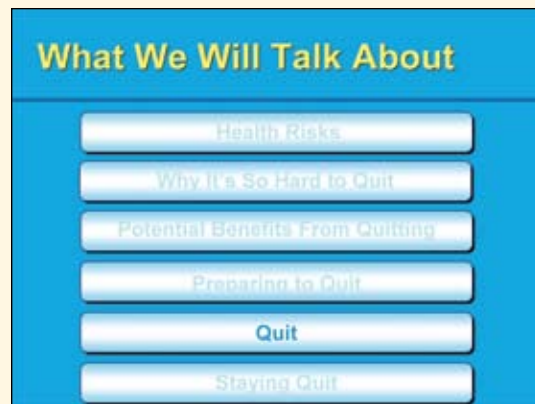 What We Will Talk About
Health Risks
Why It's So Hard to Quit
Potential Benefits From Quitting
Preparing to Quit
Quit
Staying Quit